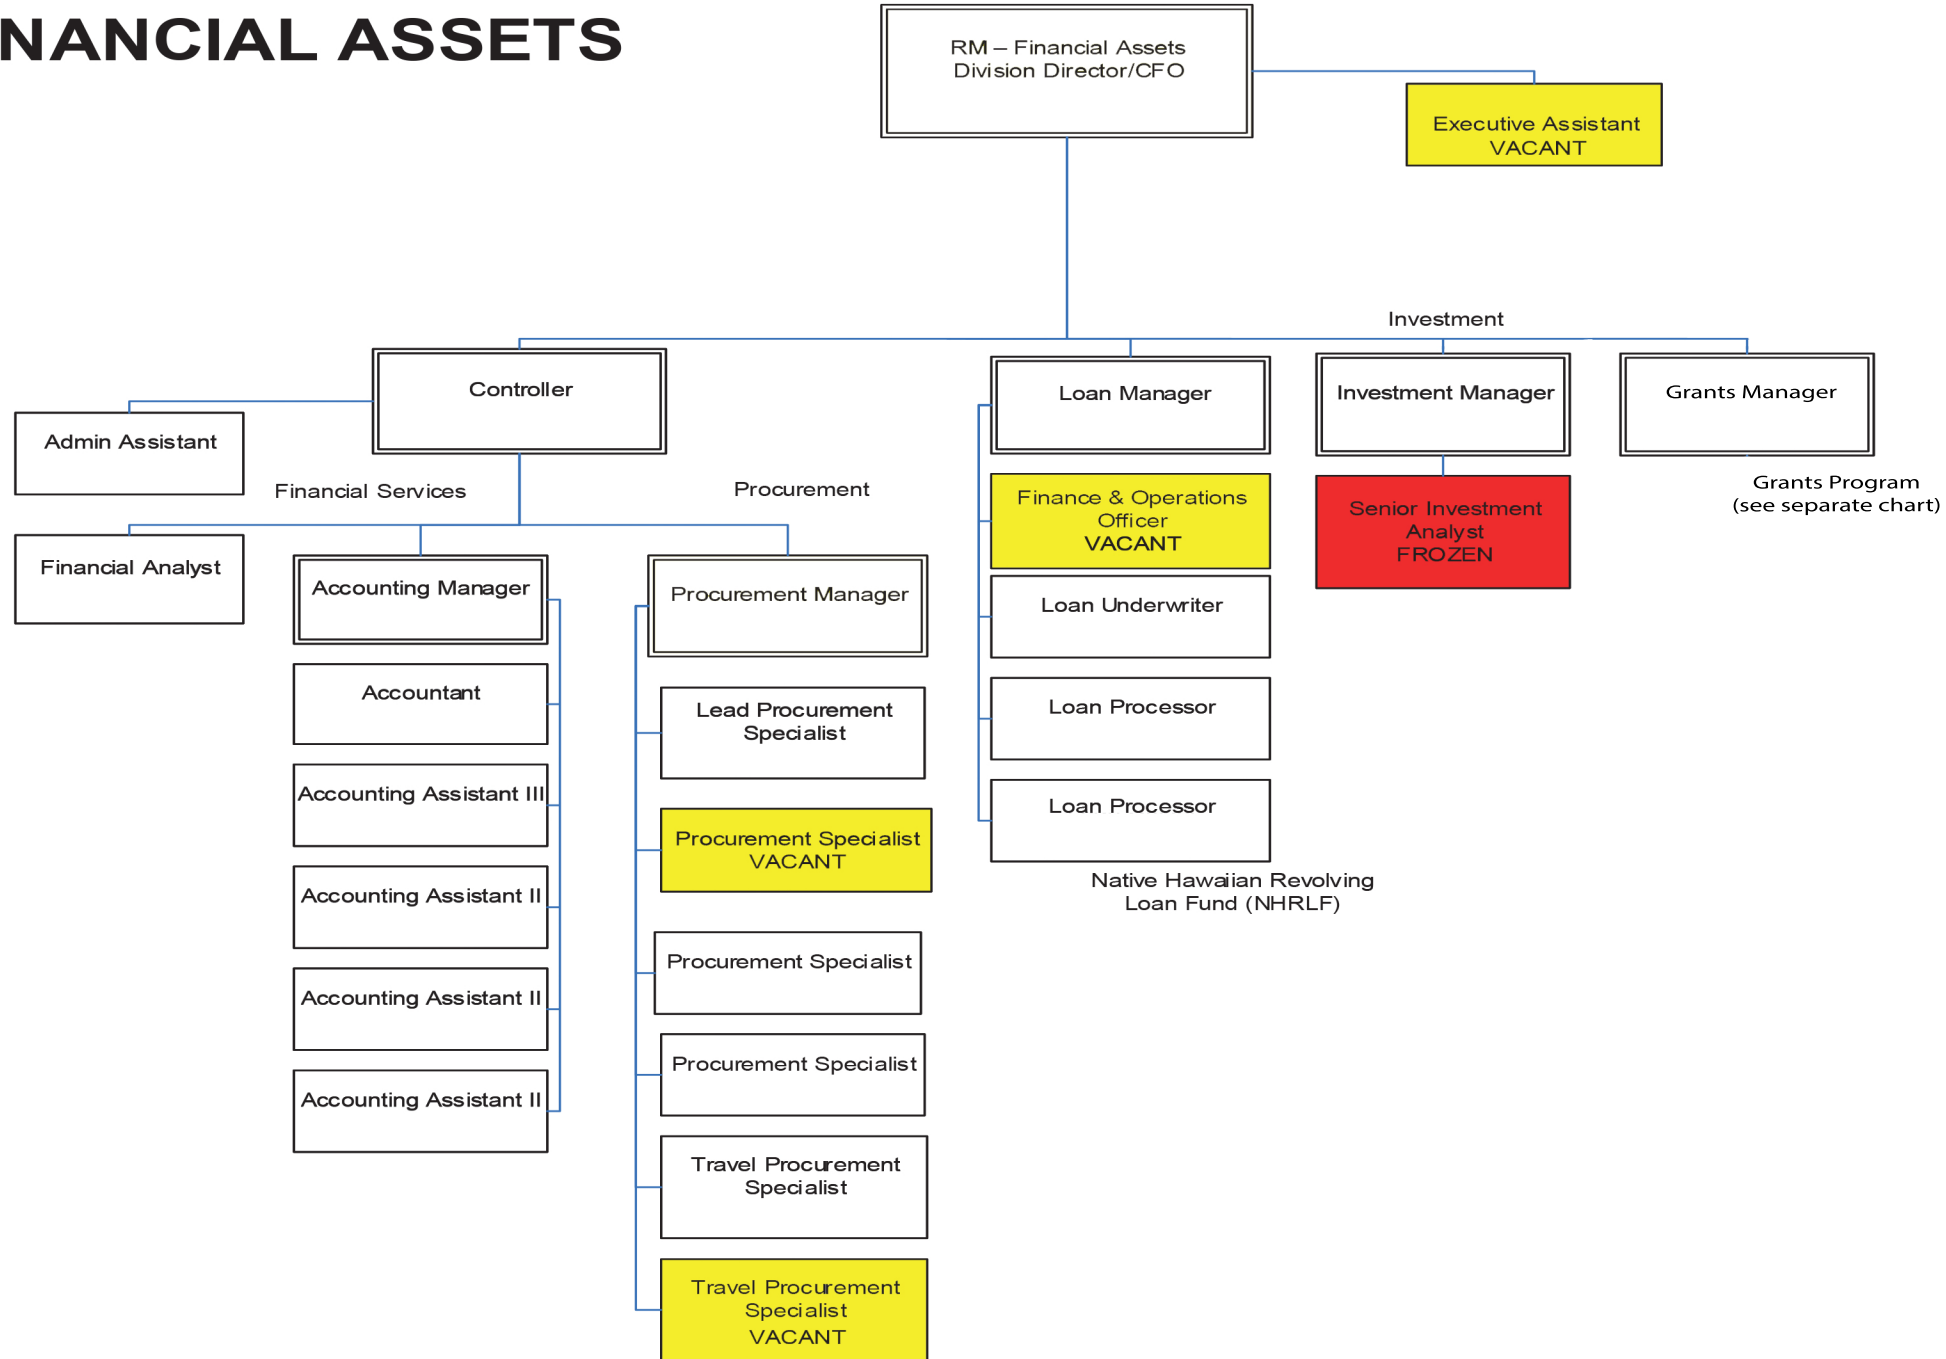 NANCIAL ASSETS
RM – Financial Assets
Division Director/CFO
Executive Assistant
VACANT
Investment
Controller
Loan Manager
Investment Manager
Grants Manager
Admin Assistant
Financial Services
Procurement
Grants Program
(see separate chart)
Finance & Operations
Officer
VACANT
Senior Investment
Analyst
FROZEN
Financial Analyst
Accounting Manager
Procurement Manager
Loan Underwriter
Accountant
Lead Procurement
Specialist
Loan Processor
Accounting Assistant III
Procurement Specialist
VACANT
Loan Processor
Native Hawaiian Revolving
Loan Fund (NHRLF)
Accounting Assistant II
Procurement Specialist
Accounting Assistant II
Procurement Specialist
Accounting Assistant II
Travel Procurement
Specialist
Travel Procurement
Specialist
VACANT